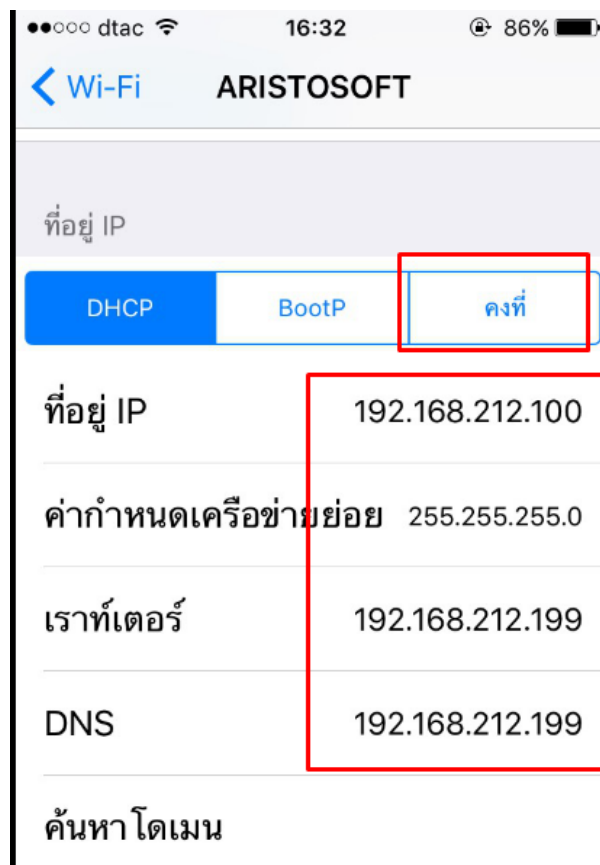 dtac 16:32 86%
Wi-Fi ARISTOSOFT
ที่อยู่ IP
DHCP BootP คงที่
ที่อยู่ IP 192.168.212.100
ค่ากำหนดเครือข่ายย่อย 255.255.255.0
เราท์เตอร์ 192.168.212.199
DNS 192.168.212.199
ค้นหาโดเมน